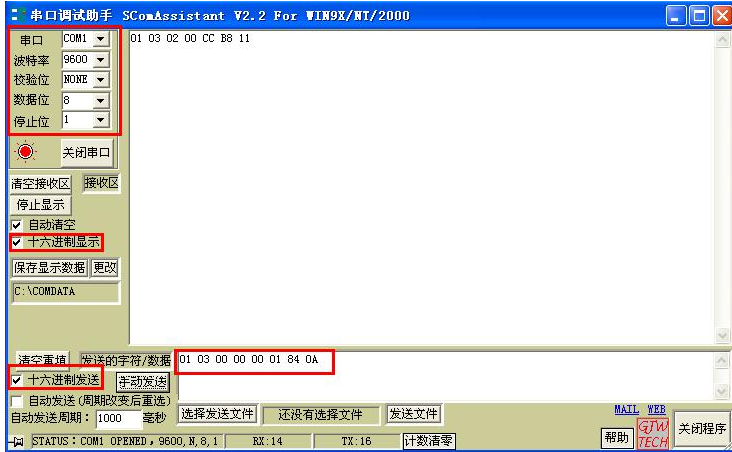 串口调试助手 SComAssistant V2.2 For WIN9X/NT/2000
串口 COM1
波特率 9600
校验位 NONE
数据位 8
停止位 1
关闭串口
清空接收区 接收区
停止显示
自动清空
十六进制显示
保存显示数据 更改
C:\COMDATA
01 03 02 00 CC B8 11
清空重填 发送的字符/数据 01 03 00 00 00 01 84 0A
十六进制发送 手动发送
自动发送(周期改变后重选)
自动发送周期: 1000 毫秒 选择发送文件 还没有选择文件 发送文件
MAIL WEB
帮助 GJW TECH 关闭程序
STATUS:COM1 OPENED,9600,N,8,1 RX:14 TX:16 计数清零